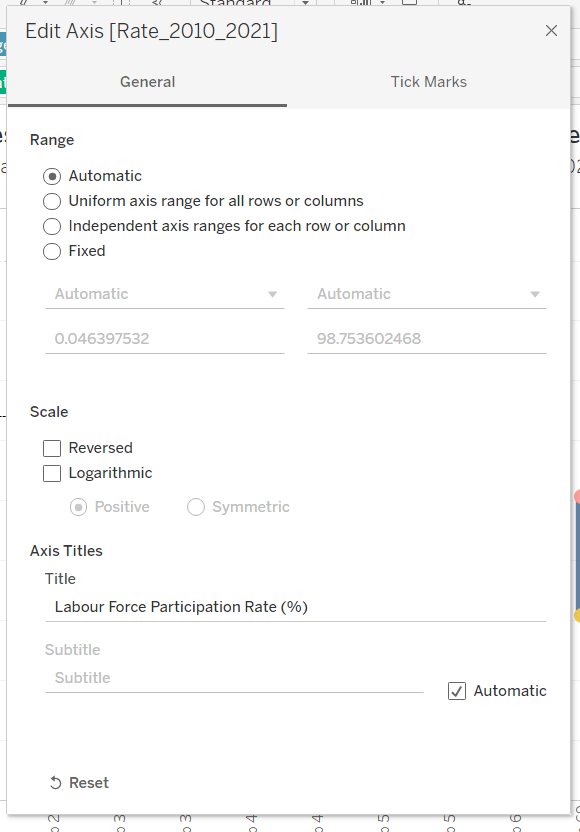 Standard
Edit Axis [Rate_2010_2021]
General Tick Marks
Range
Automatic
Uniform axis range for all rows or columns
Independent axis ranges for each row or column
Fixed
Automatic Automatic
0.046397532 98.753602468
Scale
Reversed
Logarithmic
Positive Symmetric
Axis Titles
Title
Labour Force Participation Rate (%)
Subtitle
Subtitle
Automatic
Reset